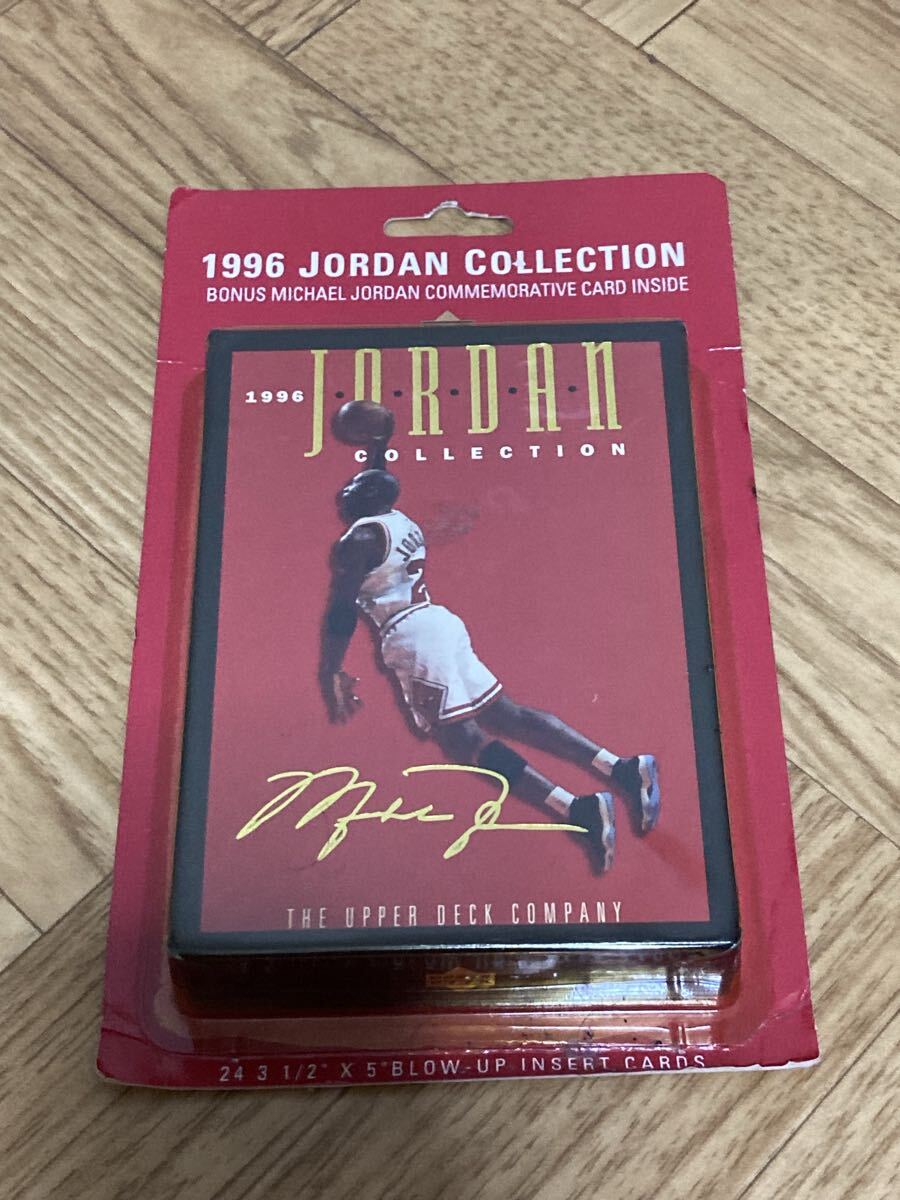 1996 JORDAN COLLECTION
BONUS MICHAEL JORDAN COMMEMORATIVE CARD INSIDE
1996 J·O·R·D·A·N
COLLECTION
THE UPPER DECK COMPANY
24 3 1/2" X 5" BLOW-UP INSERT CARDS